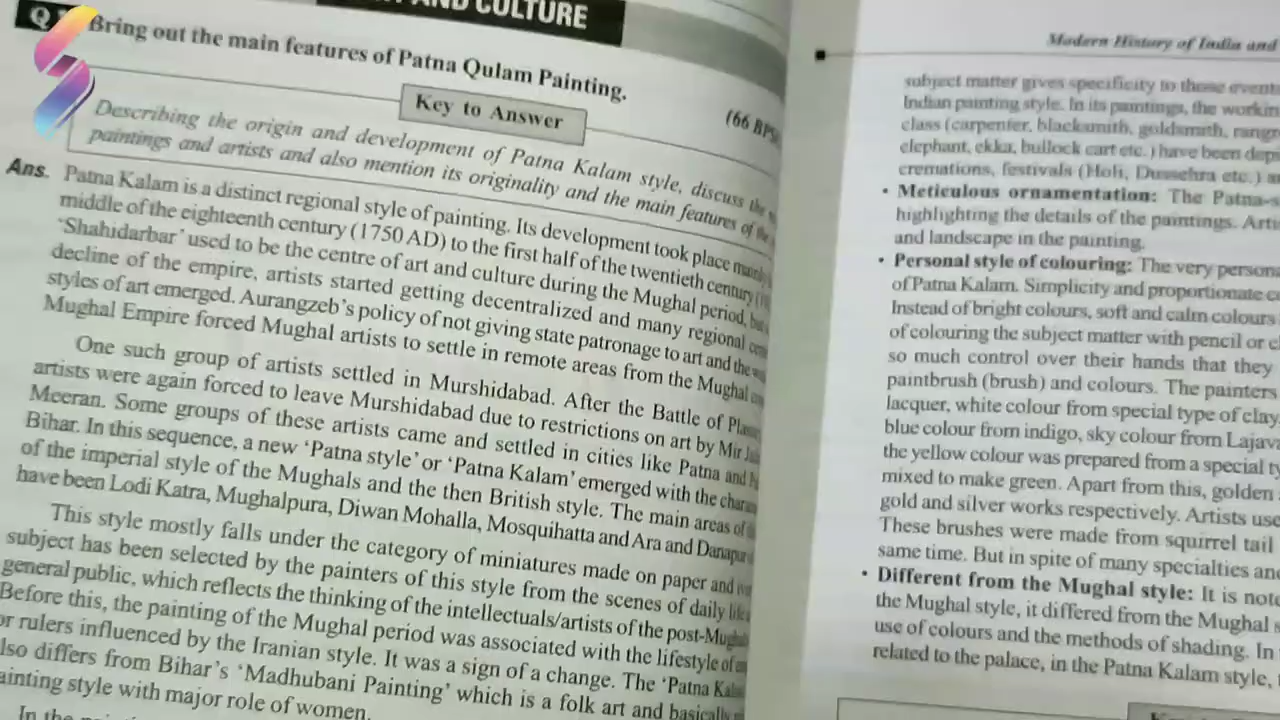 AND CULTURE
Q
Bring out the main features of Patna Qulam Painting.
(66 BPS
Key to Answer
Describing the origin and development of Patna Kalam style, discuss the
paintings and artists and also mention its originality and the main features of the
Ans. Patna Kalam is a distinct regional style of painting. Its development took place mainly
middle of the eighteenth century (1750 AD) to the first half of the twentieth century
'Shahidarbar' used to be the centre of art and culture during the Mughal period, but
decline of the empire, artists started getting decentralized and many regional
styles of art emerged. Aurangzeb's policy of not giving state patronage to art and the
Mughal Empire forced Mughal artists to settle in remote areas from the Mughal
One such group of artists settled in Murshidabad. After the Battle of
artists were again forced to leave Murshidabad due to restrictions on art by Mir
Meeran. Some groups of these artists came and settled in cities like Patna and
Bihar. In this sequence, a new 'Patna style' or 'Patna Kalam' emerged with the
of the imperial style of the Mughals and the then British style. The main areas of
have been Lodi Katra, Mughalpura, Diwan Mohalla, Mosquihatta and Ara and Danapur
This style mostly falls under the category of miniatures made on paper and
subject has been selected by the painters of this style from the scenes of daily life
general public, which reflects the thinking of the intellectuals/artists of the post-
Before this, the painting of the Mughal period was associated with the lifestyle of
or rulers influenced by the Iranian style. It was a sign of a change. The 'Patna
lso differs from Bihar's 'Madhubani Painting' which is a folk art and basically
ainting style with major role of women.
In the
Modern History of India and
subject matter gives specificity to those event
Indian painting style. In its paintings, the workin
class (carpenter, blacksmith, goldsmith, rangr
elephant, ekka, bullock cart etc.) have been dep
cremations, festivals (Holi, Dussehra etc.) a
• Meticulous ornamentation: The Patna-s
highlighting the details of the paintings. Arti
and landscape in the painting.
• Personal style of colouring: The very persona
of Patna Kalam. Simplicity and proportionate c
Instead of bright colours, soft and calm colours
of colouring the subject matter with pencil or el
so much control over their hands that they
paintbrush (brush) and colours. The painters
lacquer, white colour from special type of clay,
blue colour from indigo, sky colour from Lajava
the yellow colour was prepared from a special ty
mixed to make green. Apart from this, golden
gold and silver works respectively. Artists use
These brushes were made from squirrel tail
same time. But in spite of many specialties and
• Different from the Mughal style: It is note
the Mughal style, it differed from the Mughal s
use of colours and the methods of shading. In
related to the palace, in the Patna Kalam style,